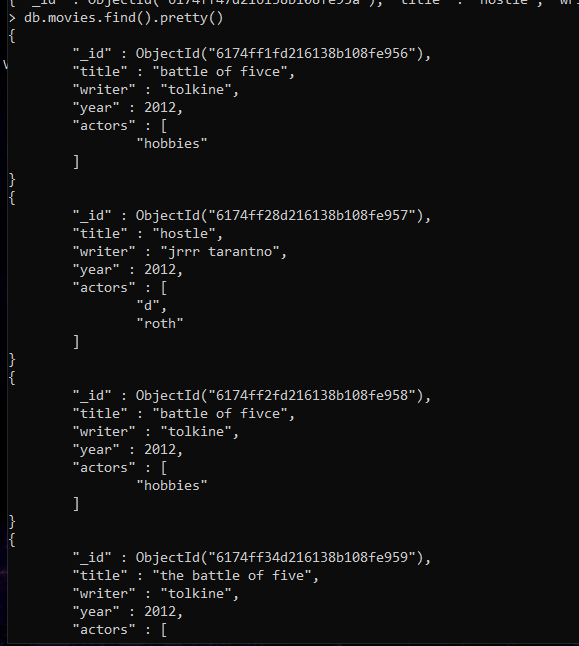 { "_id" : ObjectId("6174ff47d216138b108fe95a"), "title" : "hostle", "wri
> db.movies.find().pretty()
{
"_id" : ObjectId("6174ff1fd216138b108fe956"),
"title" : "battle of fivce",
"writer" : "tolkine",
"year" : 2012,
"actors" : [
"hobbies"
]
}
{
"_id" : ObjectId("6174ff28d216138b108fe957"),
"title" : "hostle",
"writer" : "jrrr tarantno",
"year" : 2012,
"actors" : [
"d",
"roth"
]
}
{
"_id" : ObjectId("6174ff2fd216138b108fe958"),
"title" : "battle of fivce",
"writer" : "tolkine",
"year" : 2012,
"actors" : [
"hobbies"
]
}
{
"_id" : ObjectId("6174ff34d216138b108fe959"),
"title" : "the battle of five",
"writer" : "tolkine",
"year" : 2012,
"actors" : [